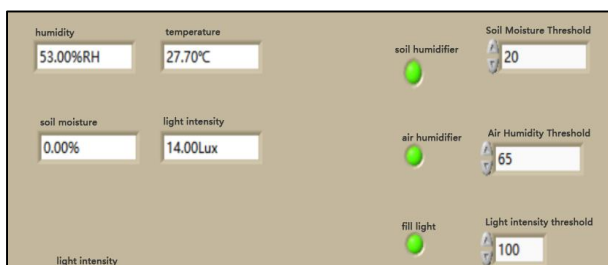 humidity
temperature
53.00%RH
27.70℃
soil humidifier
Soil Moisture Threshold
20
soil moisture
light intensity
0.00%
14.00Lux
air humidifier
Air Humidity Threshold
65
fill light
Light intensity threshold
100
light intensity